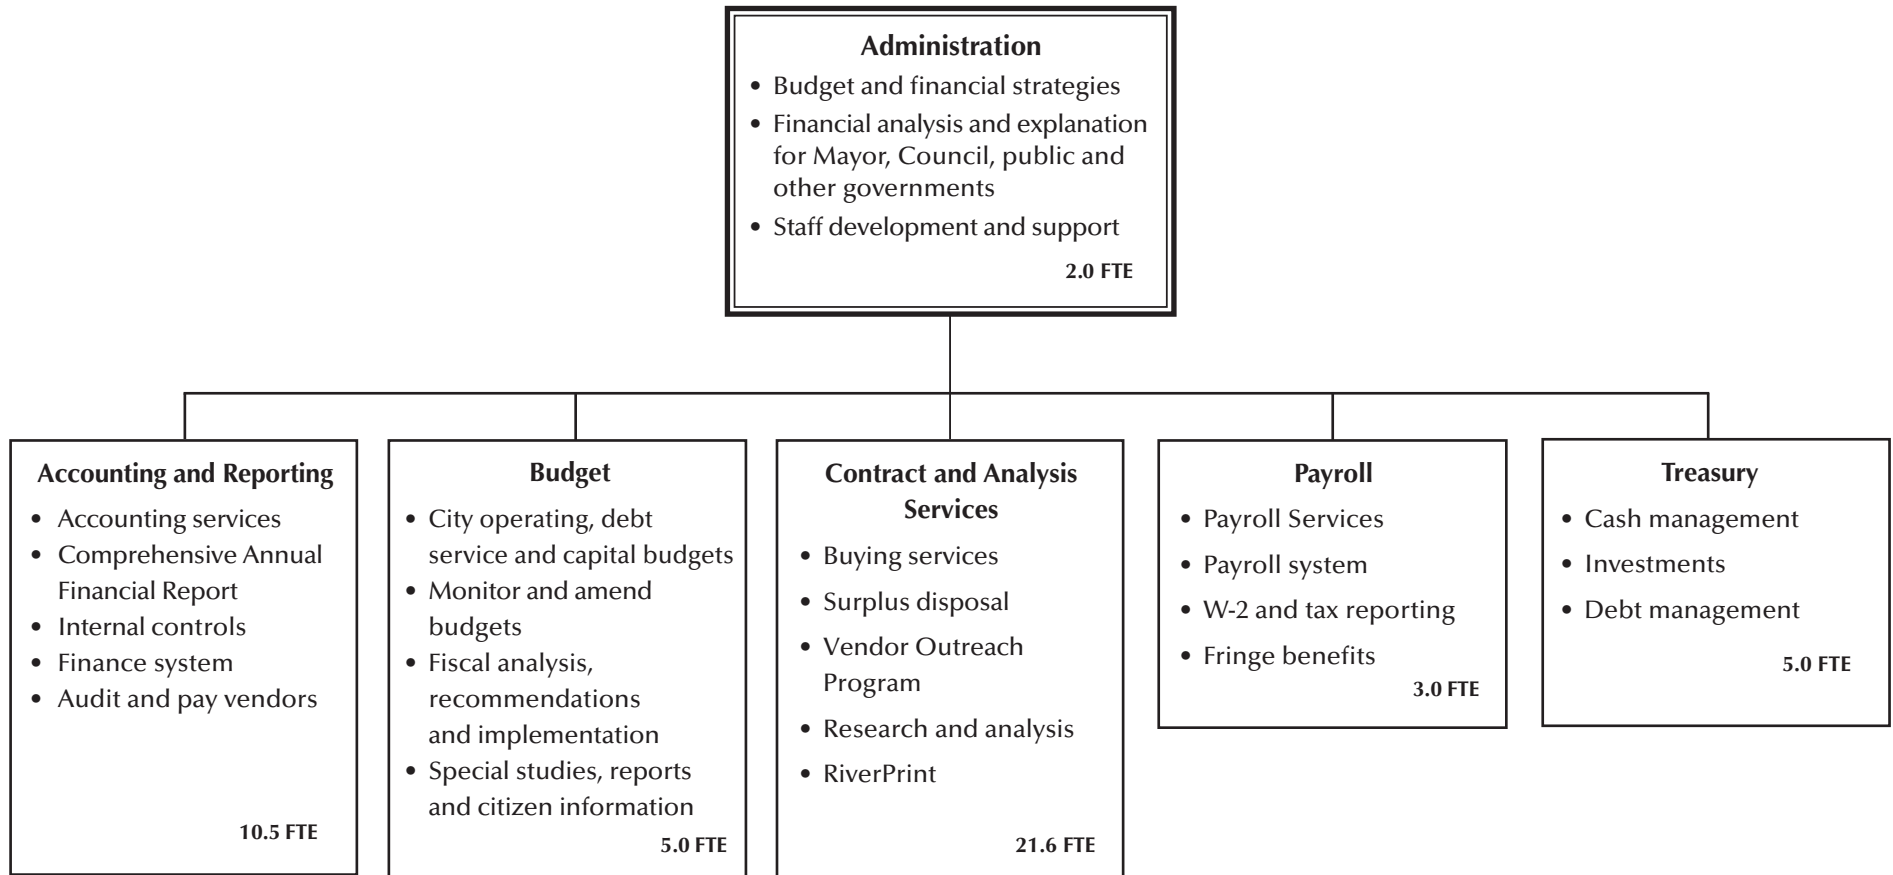 Administration
• Budget and financial strategies
• Financial analysis and explanation
for Mayor, Council, public and
other governments
• Staff development and support
2.0 FTE
Accounting and Reporting
• Accounting services
• Comprehensive Annual
Financial Report
• Internal controls
• Finance system
• Audit and pay vendors
10.5 FTE
Budget
• City operating, debt
service and capital budgets
• Monitor and amend
budgets
• Fiscal analysis,
recommendations
and implementation
• Special studies, reports
and citizen information
5.0 FTE
Contract and Analysis
Services
• Buying services
• Surplus disposal
• Vendor Outreach
Program
• Research and analysis
• RiverPrint
21.6 FTE
Payroll
• Payroll Services
• Payroll system
• W-2 and tax reporting
• Fringe benefits
3.0 FTE
Treasury
• Cash management
• Investments
• Debt management
5.0 FTE